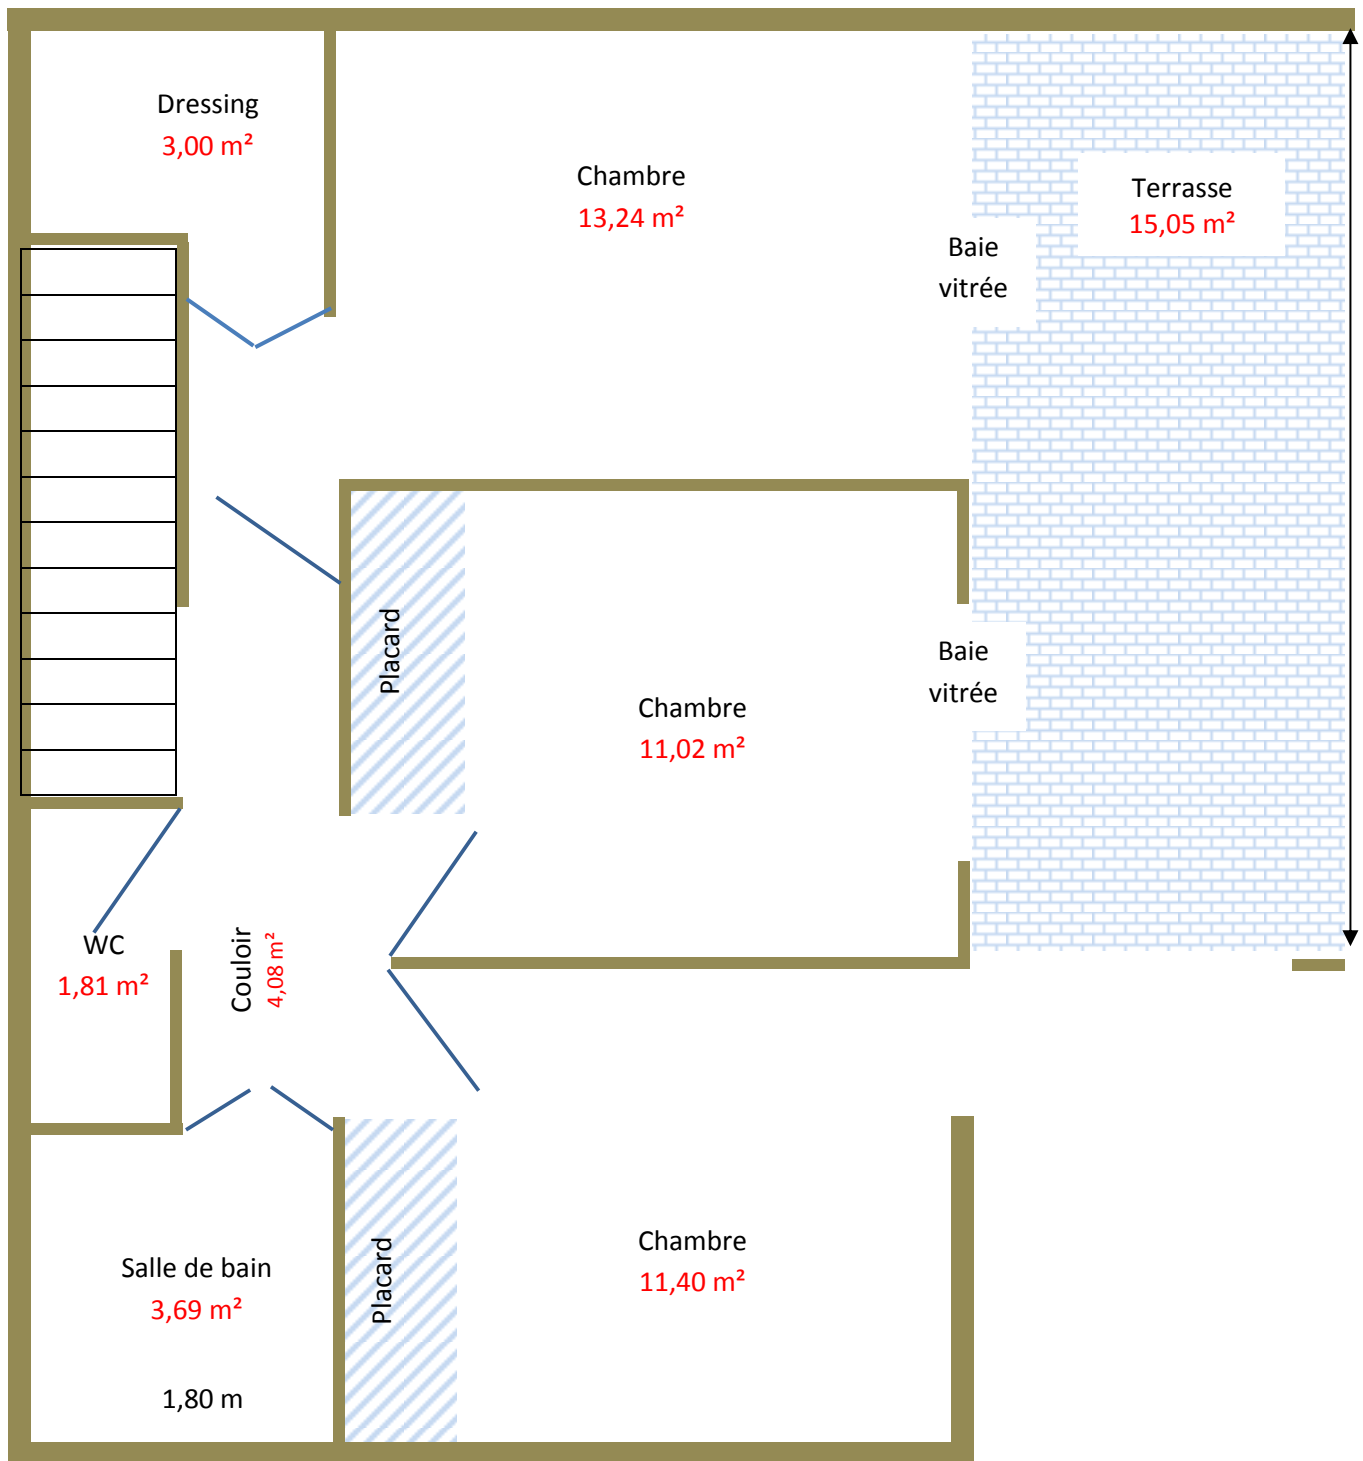 Dressing
3,00 m²
Chambre
13,24 m²
Terrasse
15,05 m²
Baie
vitrée
Placard
Chambre
11,02 m²
Baie
vitrée
WC
1,81 m²
Couloir
4,08 m²
Salle de bain
3,69 m²
1,80 m
Placard
Chambre
11,40 m²